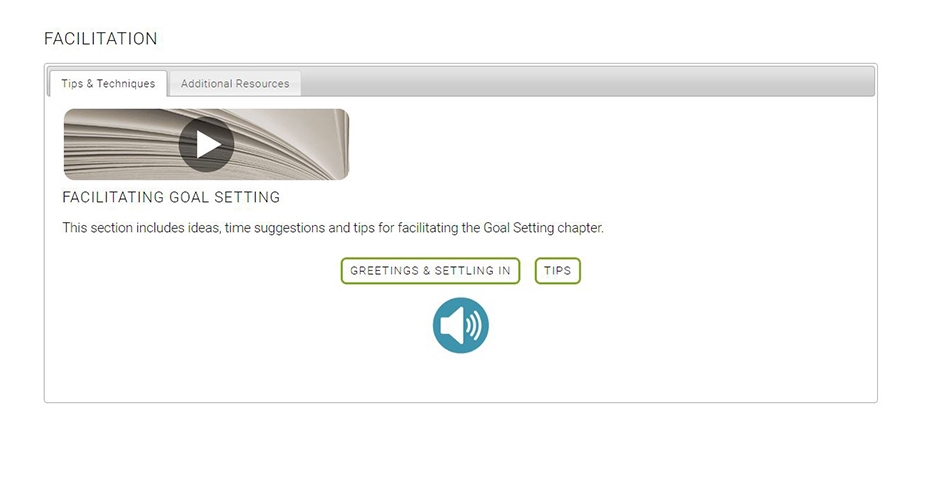 FACILITATION
Tips & Techniques
Additional Resources
FACILITATING GOAL SETTING
This section includes ideas, time suggestions and tips for facilitating the Goal Setting chapter.
GREETINGS & SETTLING IN
TIPS